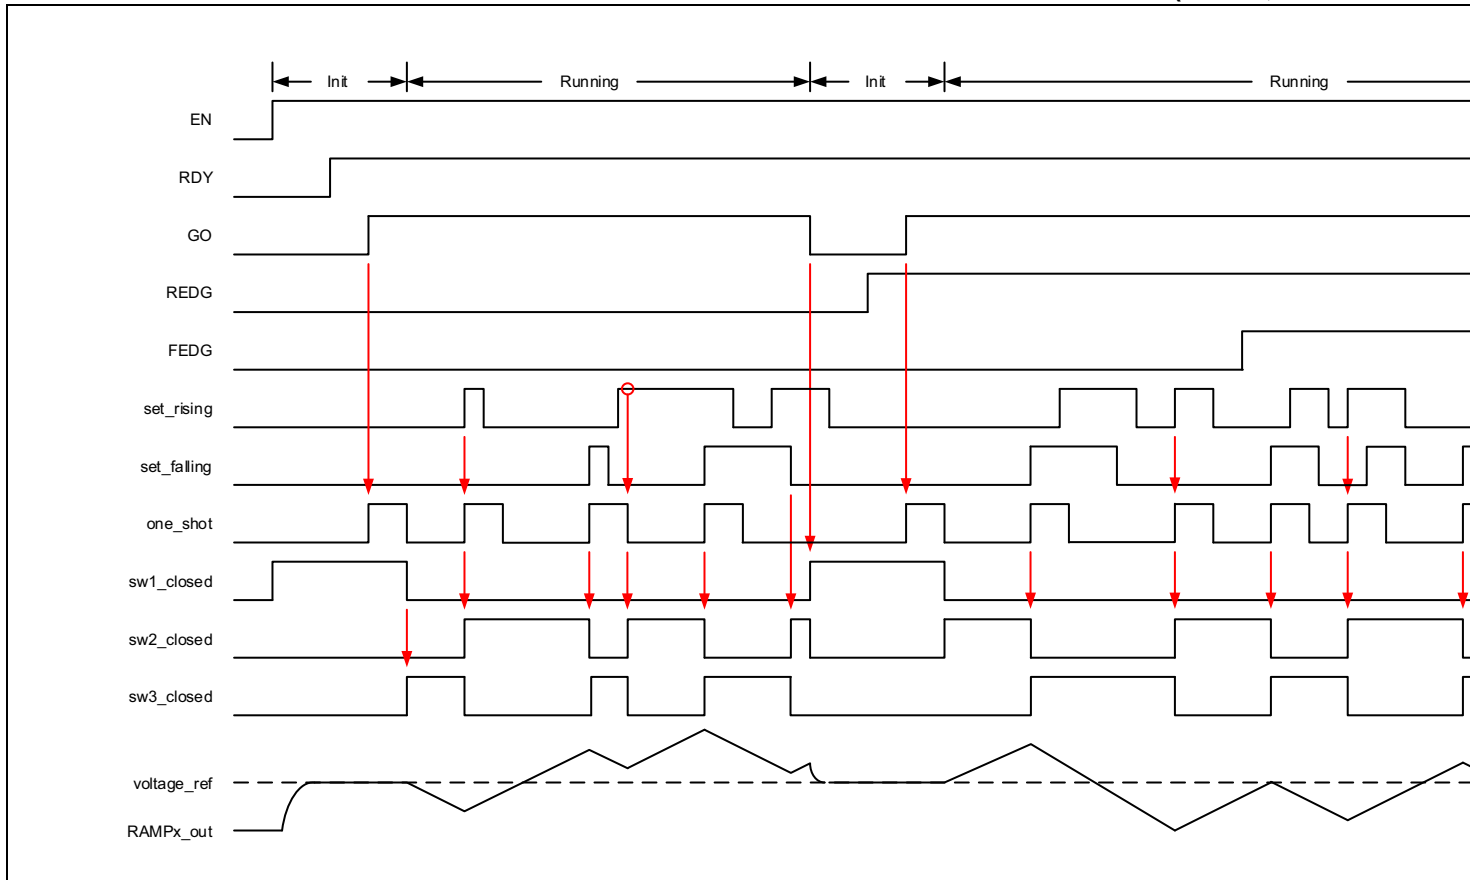 Init Running Init Running
EN
RDY
GO
REDG
FEDG
set_rising
set_falling
one_shot
sw1_closed
sw2_closed
sw3_closed
voltage_ref
RAMPx_out